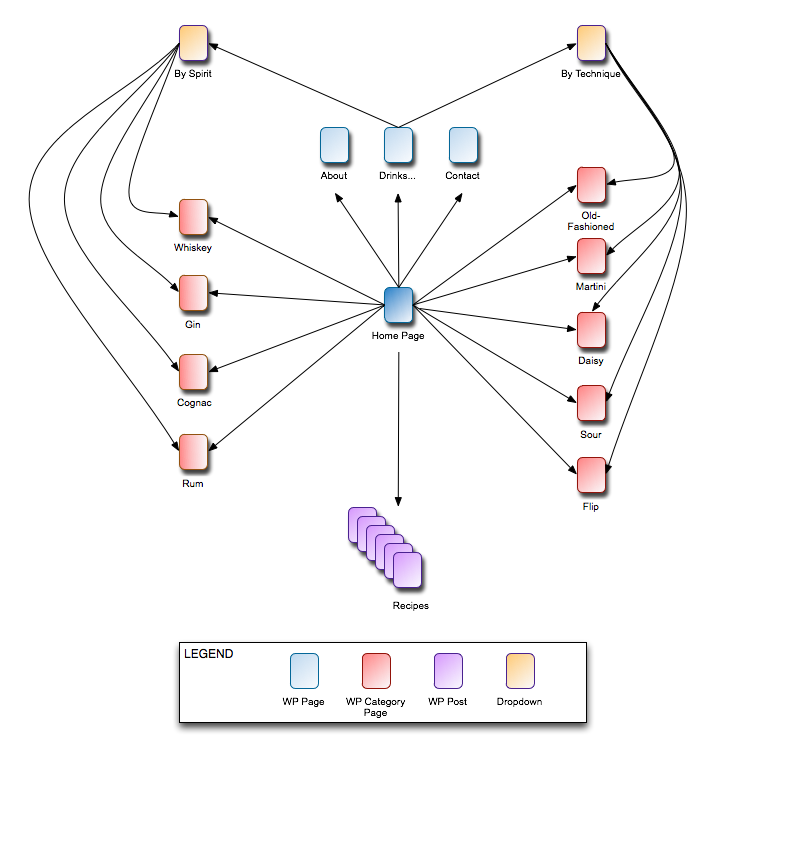 By Spirit
By Technique
About
Drinks...
Contact
Old-
Fashioned
Whiskey
Martini
Gin
Home Page
Daisy
Cognac
Sour
Rum
Flip
Recipes
LEGEND
WP Page
WP Category
Page
WP Post
Dropdown